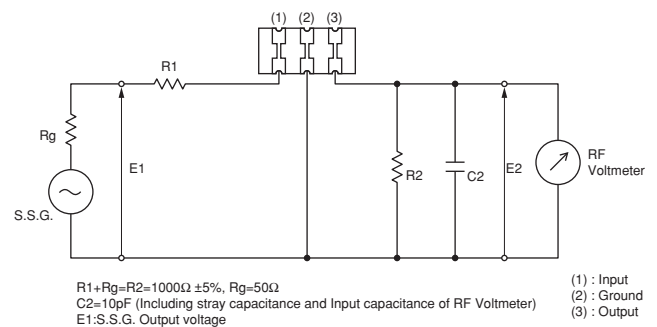 (1) (2) (3)
R1
Rg
E1
S.S.G.
R2
C2
E2
RF
Voltmeter
R1+Rg=R2=1000Ω ±5%, Rg=50Ω
C2=10pF (Including stray capacitance and Input capacitance of RF Voltmeter)
E1:S.S.G. Output voltage
(1) : Input
(2) : Ground
(3) : Output